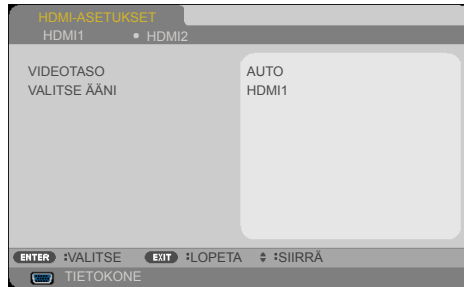 HDMI-ASETUKSET
HDMI1 • HDMI2
VIDEOTASO AUTO
VALITSE ÄÄNI HDMI1
ENTER :VALITSE EXIT :LOPETA :SIIRRÄ
TIETOKONE